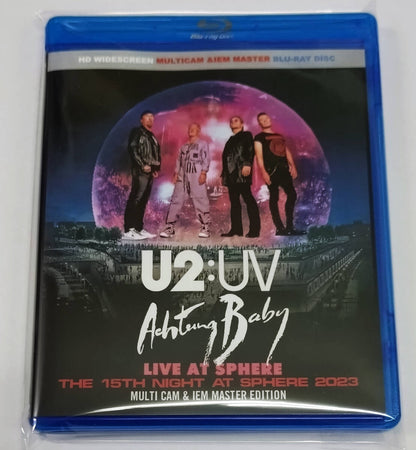 Blu-ray Disc
HD WIDESCREEN MULTICAM AIEM MASTER BLU-RAY DISC
U2:UV
Achtung Baby
LIVE AT SPHERE
THE 15TH NIGHT AT SPHERE 2023
MULTI CAM & IEM MASTER EDITION